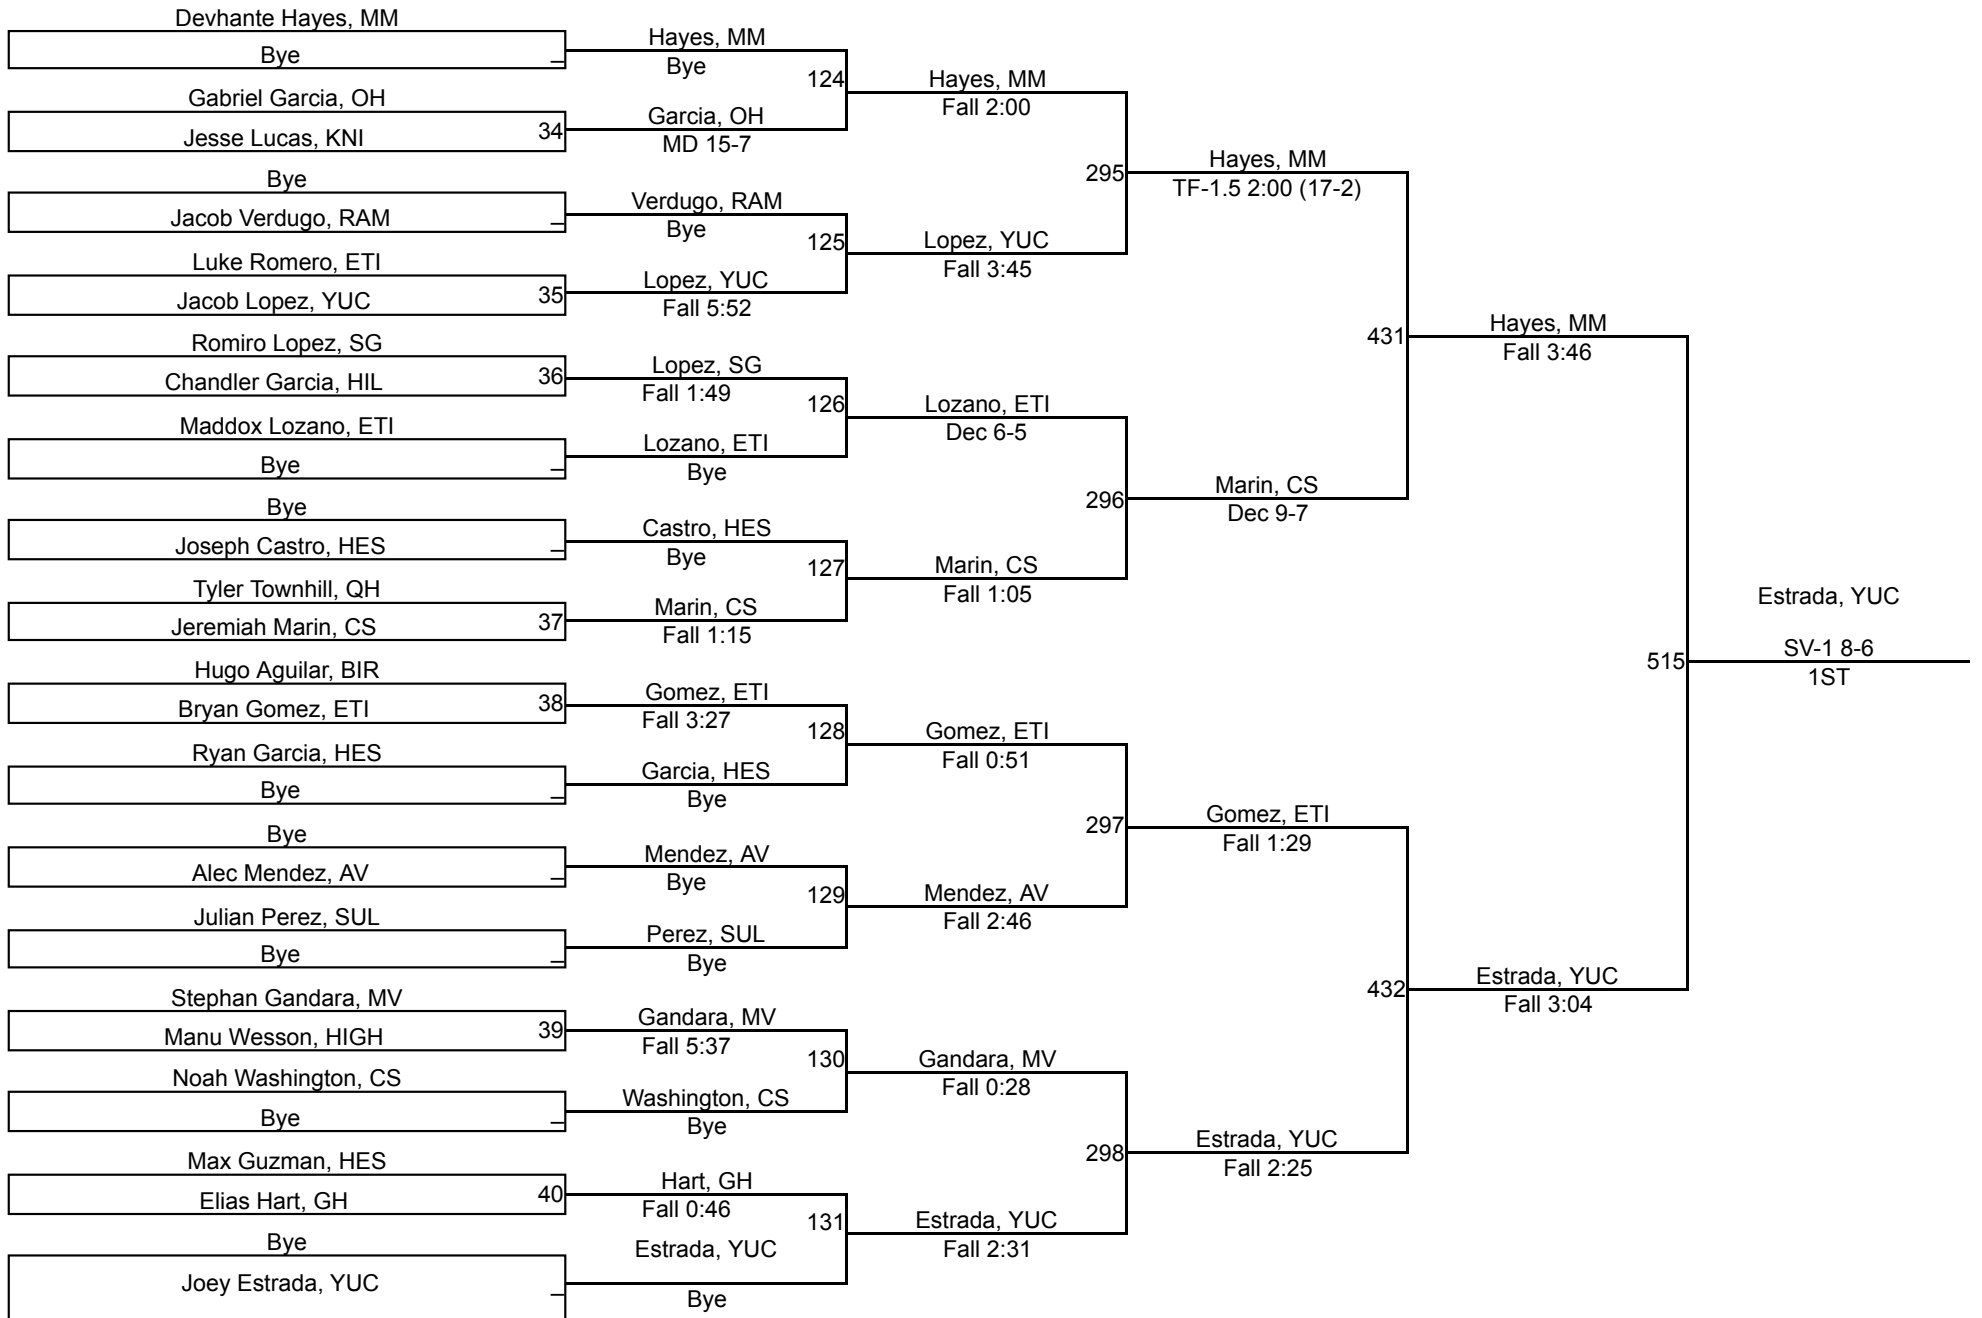 Devhante Hayes, MM
Bye
_
Gabriel Garcia, OH
Jesse Lucas, KNI
34
Bye
Jacob Verdugo, RAM
_
Luke Romero, ETI
Jacob Lopez, YUC
35
Romiro Lopez, SG
Chandler Garcia, HIL
36
Maddox Lozano, ETI
Bye
_
Bye
Joseph Castro, HES
_
Tyler Townhill, QH
Jeremiah Marin, CS
37
Hugo Aguilar, BIR
Bryan Gomez, ETI
38
Ryan Garcia, HES
Bye
_
Bye
Alec Mendez, AV
_
Julian Perez, SUL
Bye
_
Stephan Gandara, MV
Manu Wesson, HIGH
39
Noah Washington, CS
Bye
_
Max Guzman, HES
Elias Hart, GH
40
Bye
Joey Estrada, YUC
_
Hayes, MM
Bye
124
Garcia, OH
MD 15-7
Verdugo, RAM
Bye
125
Lopez, YUC
Fall 5:52
Lopez, SG
Fall 1:49
126
Lozano, ETI
Bye
Castro, HES
Bye
127
Marin, CS
Fall 1:15
Gomez, ETI
Fall 3:27
128
Garcia, HES
Bye
Mendez, AV
Bye
129
Perez, SUL
Bye
Gandara, MV
Fall 5:37
130
Washington, CS
Bye
Hart, GH
Fall 0:46
131
Estrada, YUC
Bye
Hayes, MM
Fall 2:00
295
Lopez, YUC
Fall 3:45
Lozano, ETI
Dec 6-5
296
Marin, CS
Fall 1:05
Gomez, ETI
Fall 0:51
297
Mendez, AV
Fall 2:46
Gandara, MV
Fall 0:28
298
Estrada, YUC
Fall 2:31
Hayes, MM
TF-1.5 2:00 (17-2)
431
Marin, CS
Dec 9-7
Gomez, ETI
Fall 1:29
432
Estrada, YUC
Fall 2:25
Hayes, MM
Fall 3:46
515
Estrada, YUC
Fall 3:04
Estrada, YUC
SV-1 8-6
1ST